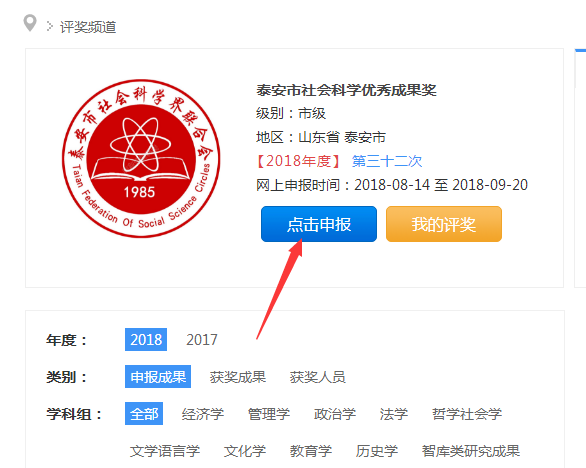 评奖频道
泰安市社会科学界联合会
1985
Taian Federation Of Social Science Circles
泰安市社会科学优秀成果奖
级别：市级
地区：山东省 泰安市
【2018年度】 第三十二次
网上申报时间：2018-08-14 至 2018-09-20
点击申报 我的评奖
年度： 2018 2017
类别： 申报成果 获奖成果 获奖人员
学科组： 全部 经济学 管理学 政治学 法学 哲学社会学
文学语言学 文化学 教育学 历史学 智库类研究成果